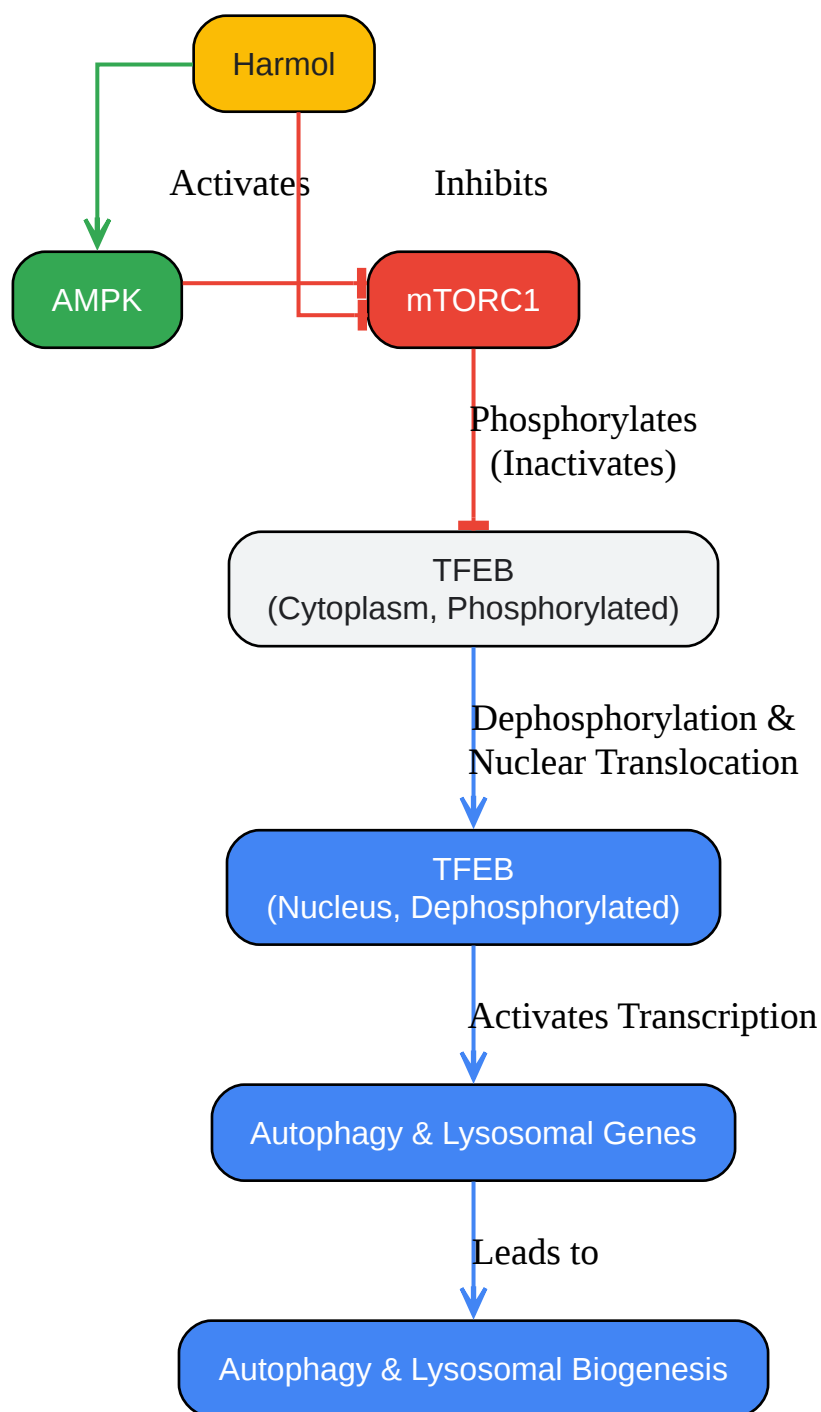 Harmol
Activates
Inhibits
AMPK
mTORC1
Phosphorylates
(Inactivates)
TFEB
(Cytoplasm, Phosphorylated)
Dephosphorylation &
Nuclear Translocation
TFEB
(Nucleus, Dephosphorylated)
Activates Transcription
Autophagy & Lysosomal Genes
Leads to
Autophagy & Lysosomal Biogenesis